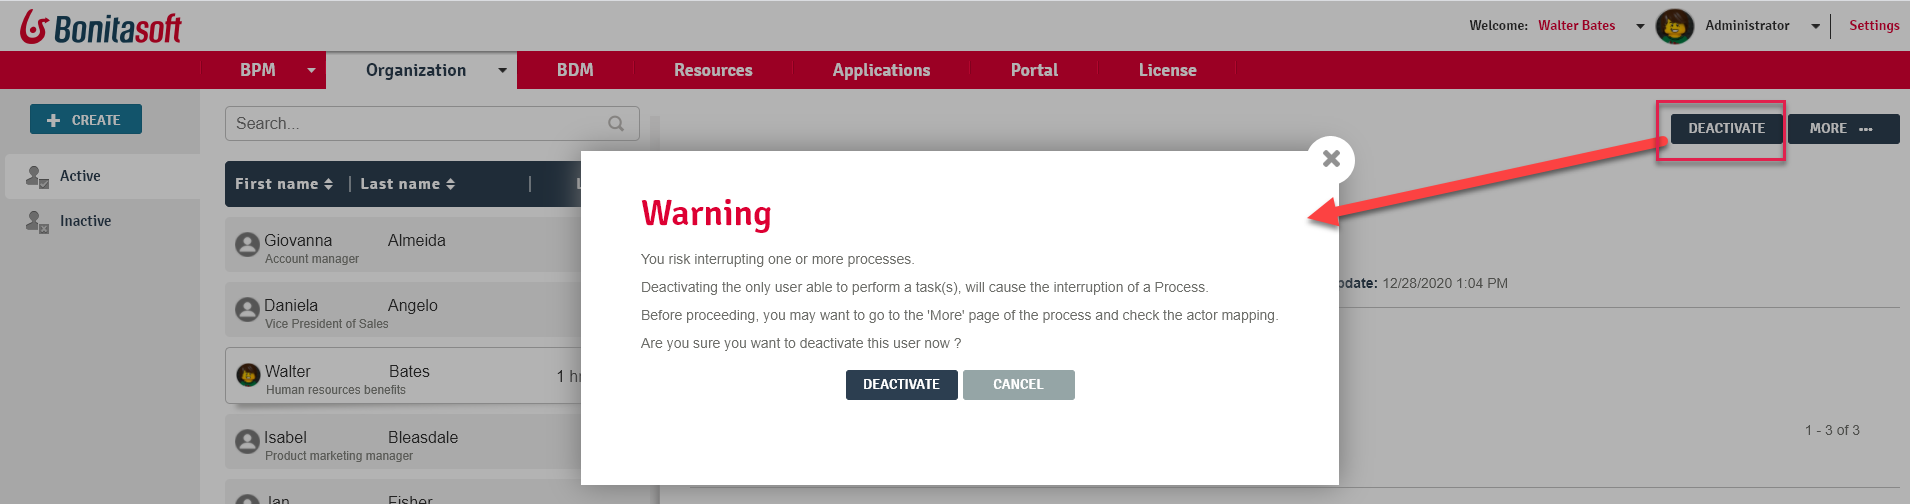 Bonitasoft
Welcome: Walter Bates Administrator Settings
BPM Organization BDM Resources Applications Portal License
CREATE
Search...
DEACTIVATE MORE
Active
Inactive
First name Last name
Giovanna Almeida
Account manager
Daniela Angelo
Vice President of Sales
Walter Bates 1
Human resources benefits
Isabel Bleasdale
Product marketing manager
Jan Fisher
Warning
You risk interrupting one or more processes.
Deactivating the only user able to perform a task(s), will cause the interruption of a Process.
Before proceeding, you may want to go to the 'More' page of the process and check the actor mapping.
Are you sure you want to deactivate this user now ?
DEACTIVATE CANCEL
12/28/2020 1:04 PM
1 - 3 of 3